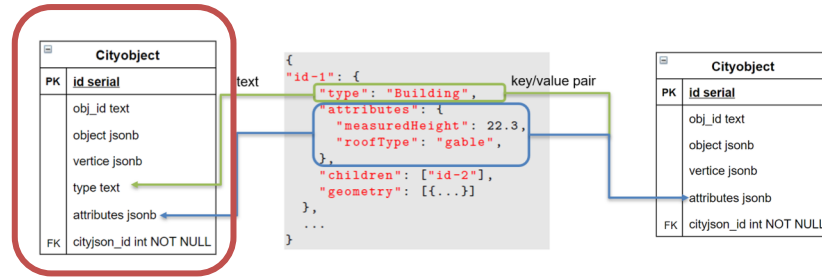 Cityobject
PK id serial
obj_id text
object jsonb
vertice jsonb
type text
attributes jsonb
FK cityjson_id int NOT NULL
text
{
"id-1": {
"type": "Building",
"attributes": {
"measuredHeight": 22.3,
"roofType": "gable",
},
"children": ["id-2"],
"geometry": [{...}]
},
...
}
key/value pair
Cityobject
PK id serial
obj_id text
object jsonb
vertice jsonb
attributes jsonb
FK cityjson_id int NOT NULL